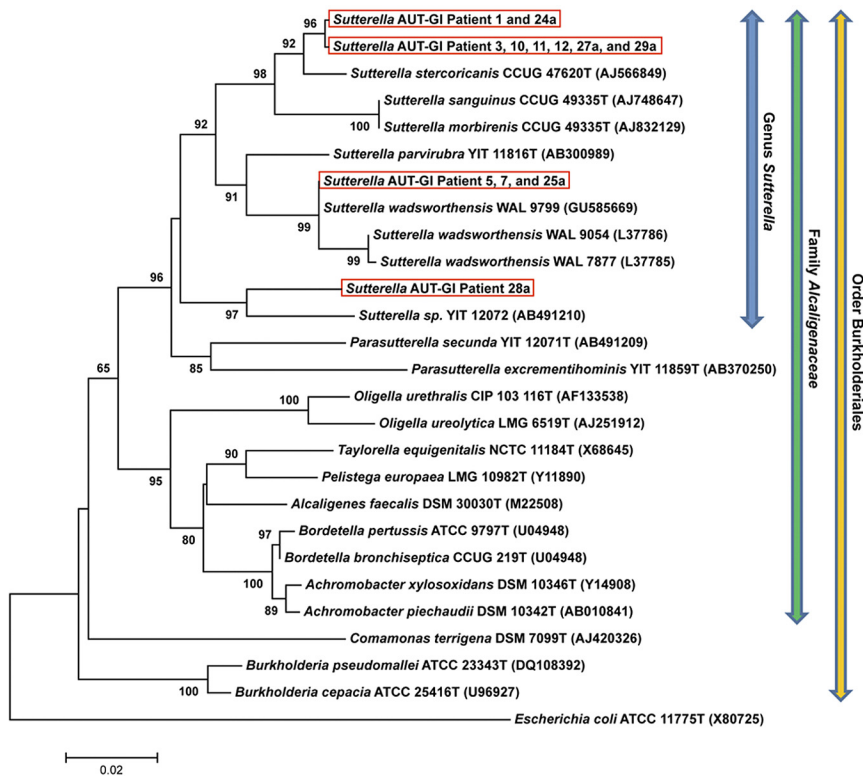 96
Sutterella AUT-GI Patient 1 and 24a
92
Sutterella AUT-GI Patient 3, 10, 11, 12, 27a, and 29a
98
Sutterella stercoricanis CCUG 47620T (AJ566849)
Sutterella sanguinus CCUG 49335T (AJ748647)
100
Sutterella morbirenis CCUG 49335T (AJ832129)
92
Sutterella parvirubra YIT 11816T (AB300989)
91
Sutterella AUT-GI Patient 5, 7, and 25a
Sutterella wadsworthensis WAL 9799 (GU585669)
99
Sutterella wadsworthensis WAL 9054 (L37786)
99
Sutterella wadsworthensis WAL 7877 (L37785)
96
Sutterella AUT-GI Patient 28a
97
Sutterella sp. YIT 12072 (AB491210)
Parasutterella secunda YIT 12071T (AB491209)
85
Parasutterella excrementihominis YIT 11859T (AB370250)
65
Oligella urethralis CIP 103 116T (AF133538)
100
Oligella ureolytica LMG 6519T (AJ251912)
95
Taylorella equigenitalis NCTC 11184T (X68645)
90
Pelistega europaea LMG 10982T (Y11890)
Alcaligenes faecalis DSM 30030T (M22508)
80
97
Bordetella pertussis ATCC 9797T (U04948)
Bordetella bronchiseptica CCUG 219T (U04948)
100
Achromobacter xylosoxidans DSM 10346T (Y14908)
89
Achromobacter piechaudii DSM 10342T (AB010841)
Comamonas terrigena DSM 7099T (AJ420326)
Burkholderia pseudomallei ATCC 23343T (DQ108392)
100
Burkholderia cepacia ATCC 25416T (U96927)
Escherichia coli ATCC 11775T (X80725)
0.02
Genus Sutterella
Family Alcaligenaceae
Order Burkholderiales